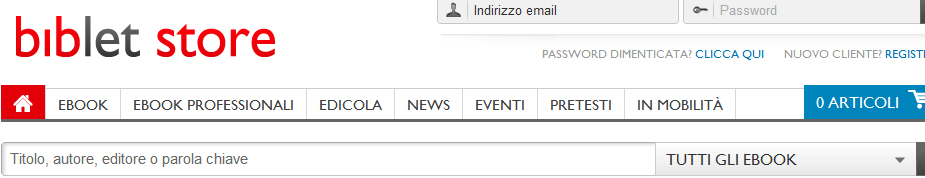 biblet store
Indirizzo email
Password
PASSWORD DIMENTICATA? CLICCA QUI
NUOVO CLIENTE? REGISTI
EBOOK
EBOOK PROFESSIONALI
EDICOLA
NEWS
EVENTI
PRETESTI
IN MOBILITÀ
0 ARTICOLI
Titolo, autore, editore o parola chiave
TUTTI GLI EBOOK